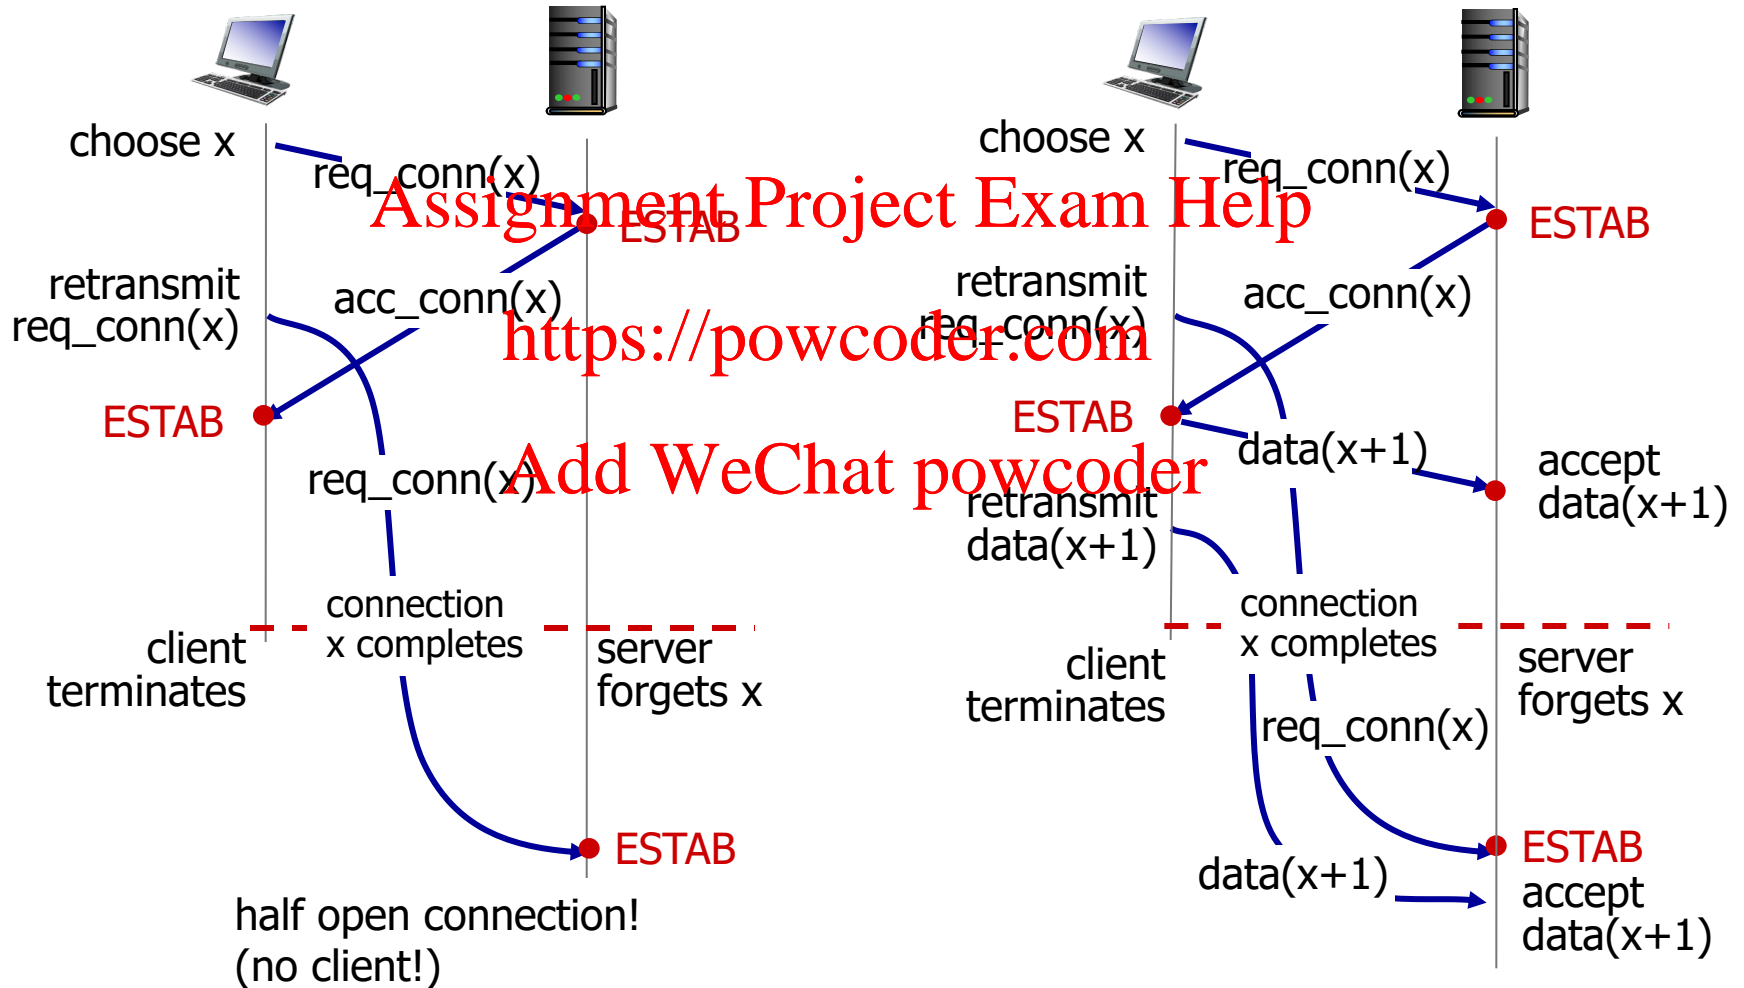 choose x
req_conn(x)
ESTAB
retransmit
req_conn(x)
acc_conn(x)
ESTAB
req_conn(x)
connection
x completes
client
terminates
server
forgets x
ESTAB
half open connection!
(no client!)
Assignment Project Exam Help
https://powcoder.com
Add WeChat powcoder
choose x
req_conn(x)
ESTAB
retransmit
req_conn(x)
acc_conn(x)
ESTAB
data(x+1)
accept
data(x+1)
retransmit
data(x+1)
connection
x completes
client
terminates
server
forgets x
req_conn(x)
ESTAB
data(x+1)
accept
data(x+1)